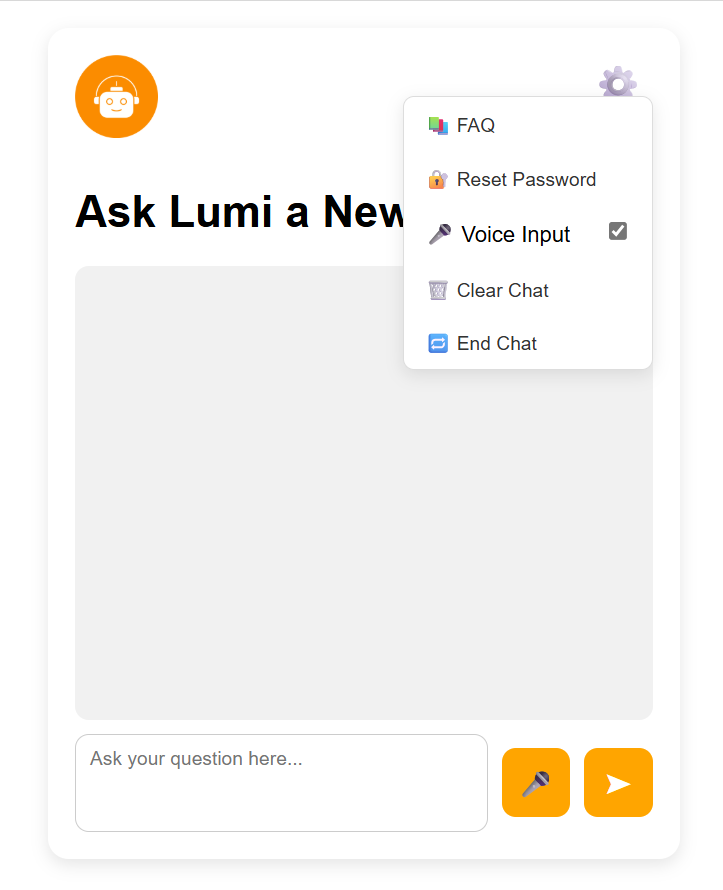 FAQ
Reset Password
Ask Lumi a New
Voice Input
Clear Chat
End Chat
Ask your question here...